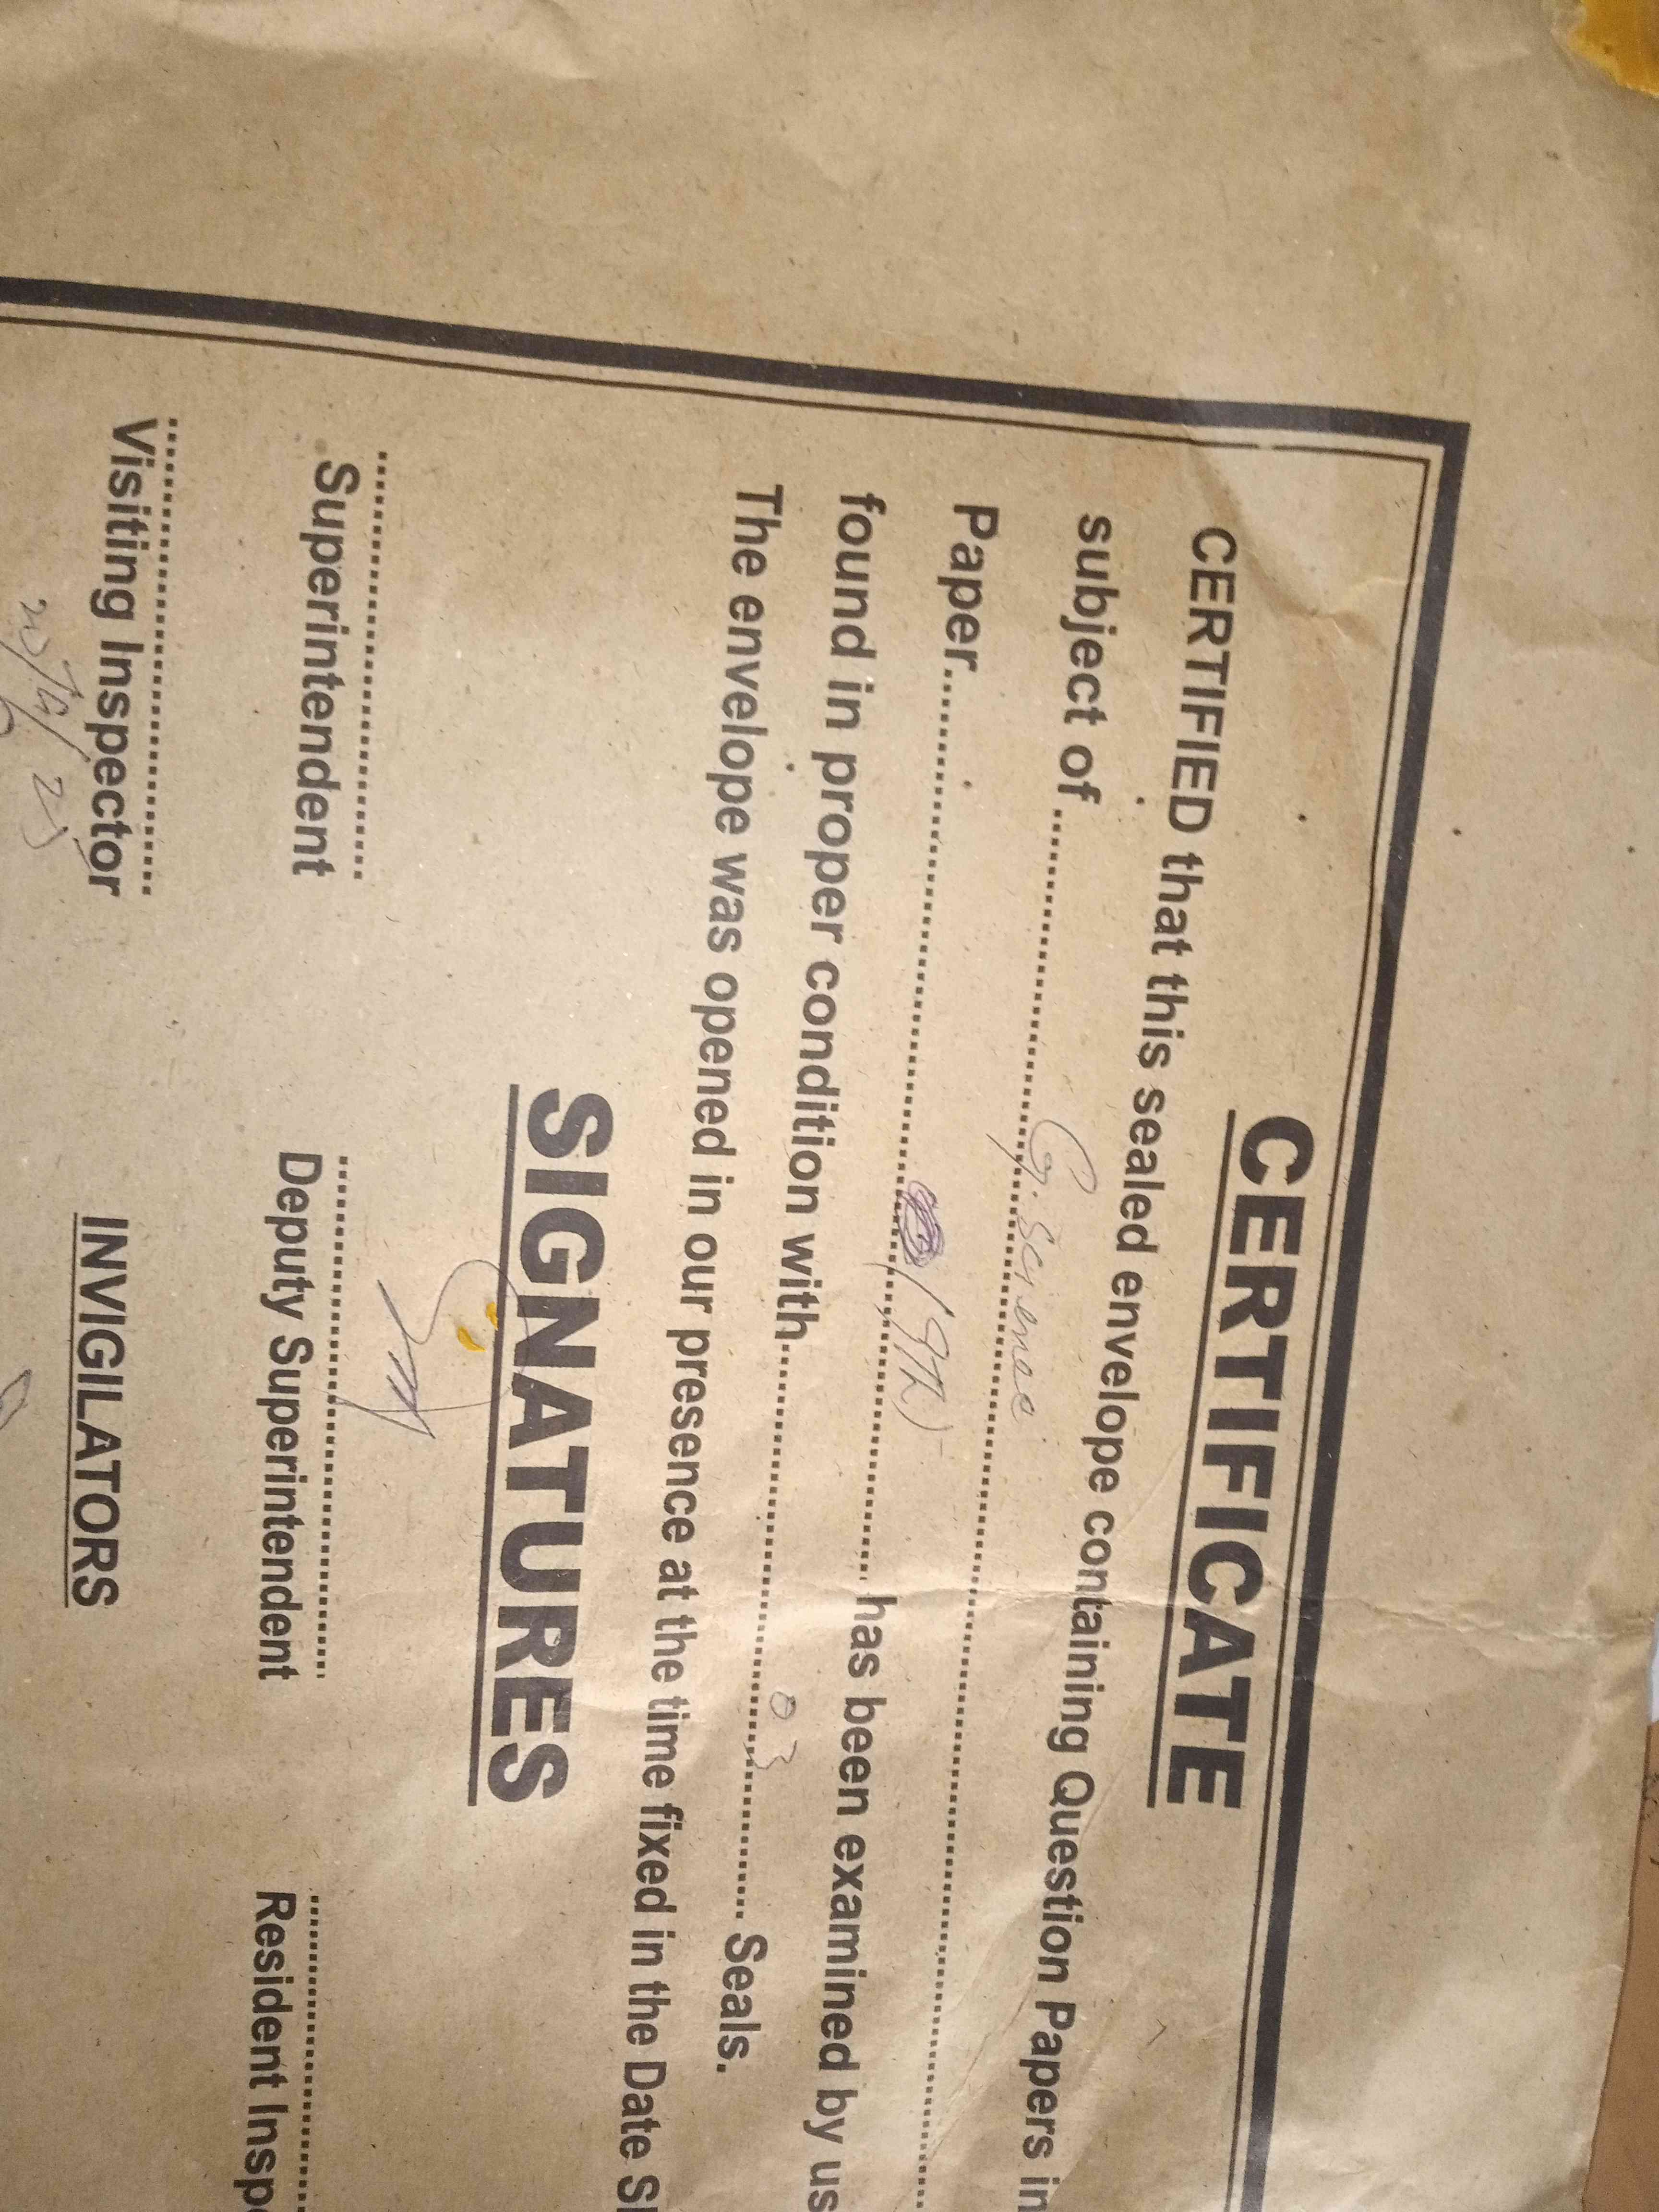 CERTIFICATE
CERTIFIED that this sealed envelope containing Question Papers in
subject of.......... G. Science ..........
Paper.......... (9th) .......... has been examined by us
found in proper condition with.......... 03 .......... Seals.
The envelope was opened in our presence at the time fixed in the Date
SIGNATURES
Superintendent Deputy Superintendent Resident
Visiting Inspector
INVIGILATORS